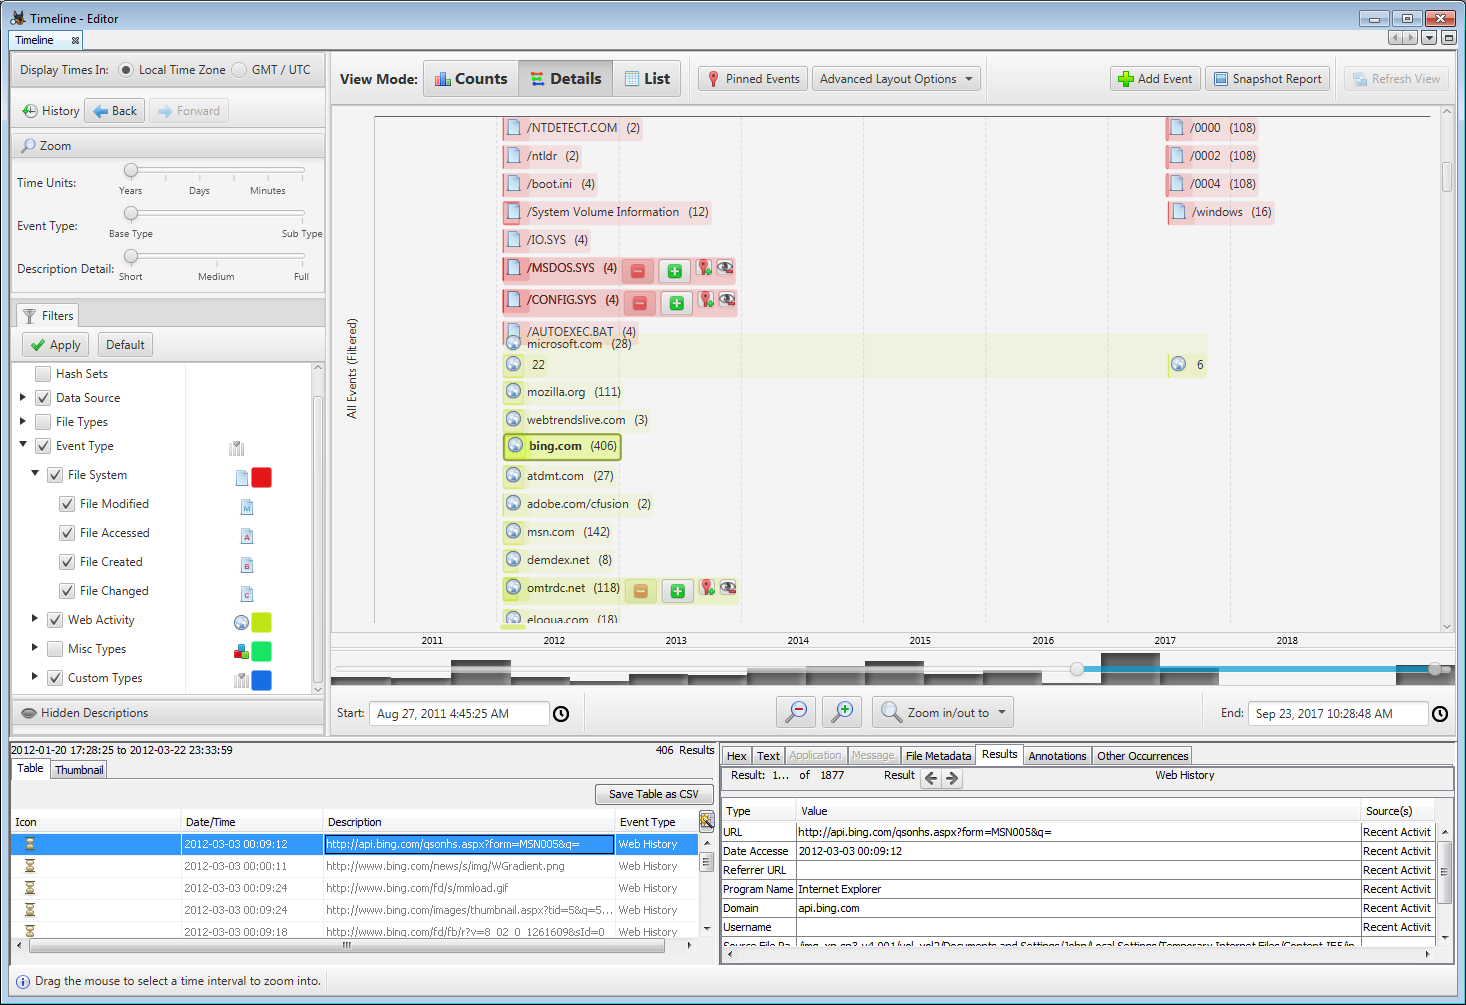 Timeline - Editor
Timeline
Display Times In: Local Time Zone GMT / UTC
History Back Forward
Zoom
Time Units:
Years Days Minutes
Event Type:
Base Type Sub Type
Description Detail:
Short Medium Full
Filters
Apply Default
Hash Sets
Data Source
File Types
Event Type
File System
File Modified
M
File Accessed
A
File Created
B
File Changed
C
Web Activity
Misc Types
Custom Types
Hidden Descriptions
View Mode: Counts Details List Pinned Events Advanced Layout Options Add Event Snapshot Report Refresh View
All Events (Filtered)
/NTDETECT.COM (2)
/ntldr (2)
/boot.ini (4)
/System Volume Information (12)
/IO.SYS (4)
/MSDOS.SYS (4)
/CONFIG.SYS (4)
/AUTOEXEC.BAT (4)
microsoft.com (28)
22
mozilla.org (111)
webtrendslive.com (3)
bing.com (406)
atdmt.com (27)
adobe.com/cfusion (2)
msn.com (142)
demdex.net (8)
omtrdc.net (118)
eloqua.com (18)
/0000 (108)
/0002 (108)
/0004 (108)
/windows (16)
6
2011 2012 2013 2014 2015 2016 2017 2018
Start: Aug 27, 2011 4:45:25 AM Zoom in/out to End: Sep 23, 2017 10:28:48 AM
2012-01-20 17:28:25 to 2012-03-22 23:33:59 406 Results
Table Thumbnail
Save Table as CSV
Icon Date/Time Description Event Type
2012-03-03 00:09:12 http://api.bing.com/qsonhs.aspx?form=MSN005&q= Web History
2012-03-03 00:00:11 http://www.bing.com/news/s/img/WGradient.png Web History
2012-03-03 00:09:24 http://www.bing.com/fd/s/mmload.gif Web History
2012-03-03 00:09:24 http://www.bing.com/images/thumbnail.aspx?tid=5&q=5... Web History
2012-03-03 00:09:18 http://www.bing.com/fd/fb/r?v=8_02_0_1261609&sId=0 Web History
Hex Text Application Message File Metadata Results Annotations Other Occurrences
Result: 1... of 1877 Result Web History
Type Value Source(s)
URL http://api.bing.com/qsonhs.aspx?form=MSN005&q= Recent Activit
Date Accesse 2012-03-03 00:09:12 Recent Activit
Referrer URL Recent Activit
Program Name Internet Explorer Recent Activit
Domain api.bing.com Recent Activit
Username Recent Activit
Source File Pa
Drag the mouse to select a time interval to zoom into.